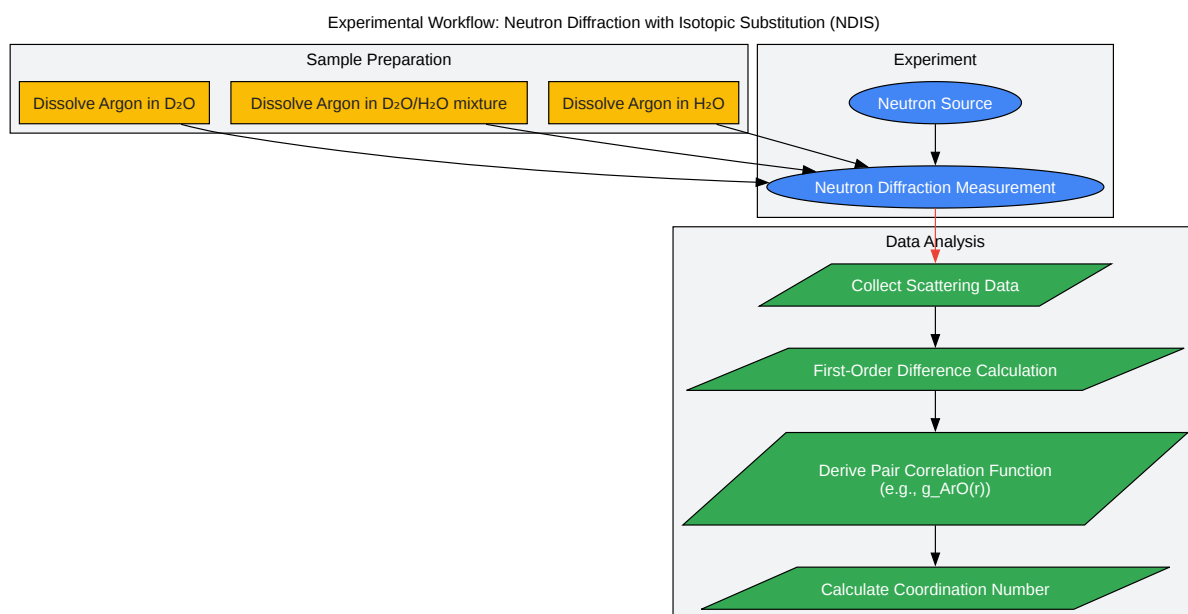 Experimental Workflow: Neutron Diffraction with Isotopic Substitution (NDIS)
Sample Preparation
Dissolve Argon in D₂O
Dissolve Argon in D₂O/H₂O mixture
Dissolve Argon in H₂O
Experiment
Neutron Source
Neutron Diffraction Measurement
Data Analysis
Collect Scattering Data
First-Order Difference Calculation
Derive Pair Correlation Function
(e.g., g_ArO(r))
Calculate Coordination Number